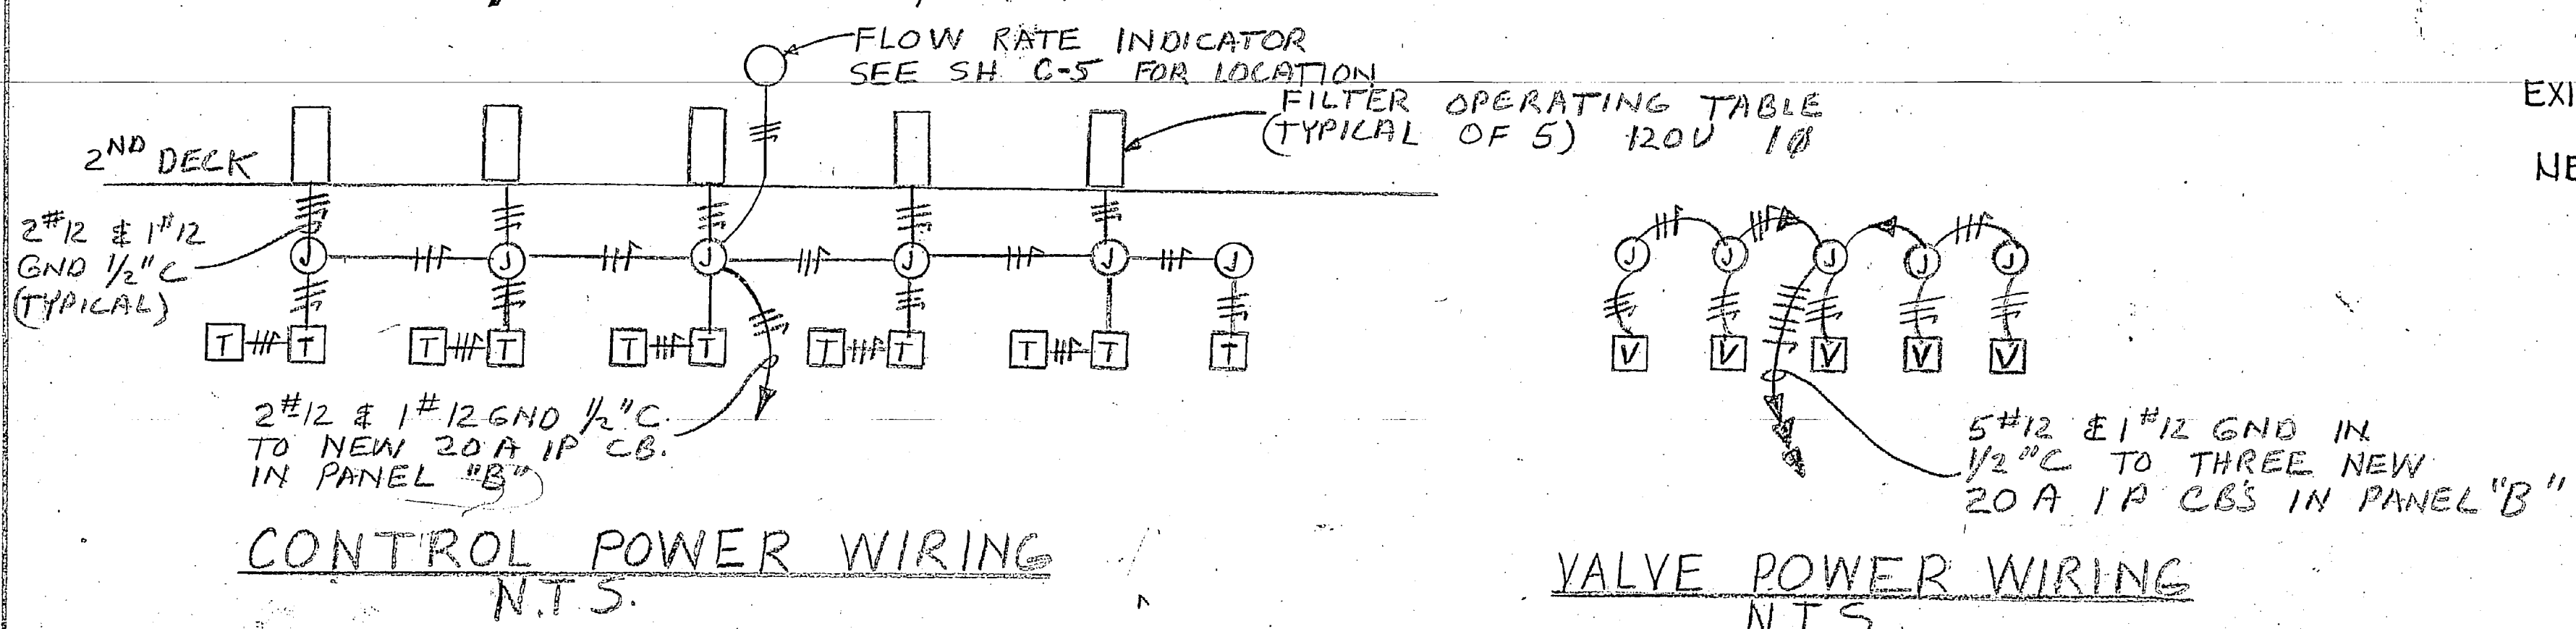 FLOW RATE INDICATOR
SEE SH C-5 FOR LOCATION
FILTER OPERATING TABLE
(TYPICAL OF 5) 120V 1Ø
EXI
NE
2ND DECK
2#12 & 1#12
GND 1/2"C
(TYPICAL)
J J J J J J
J J J J J
T T T T T T T T T T T
V V V V V
2#12 & 1#12 GND 1/2"C.
TO NEW 20A 1P CB.
IN PANEL "B"
5#12 & 1#12 GND IN
1/2"C TO THREE NEW
20A 1P CB'S IN PANEL "B"
CONTROL POWER WIRING
N.T.S.
VALVE POWER WIRING
N.T.S.